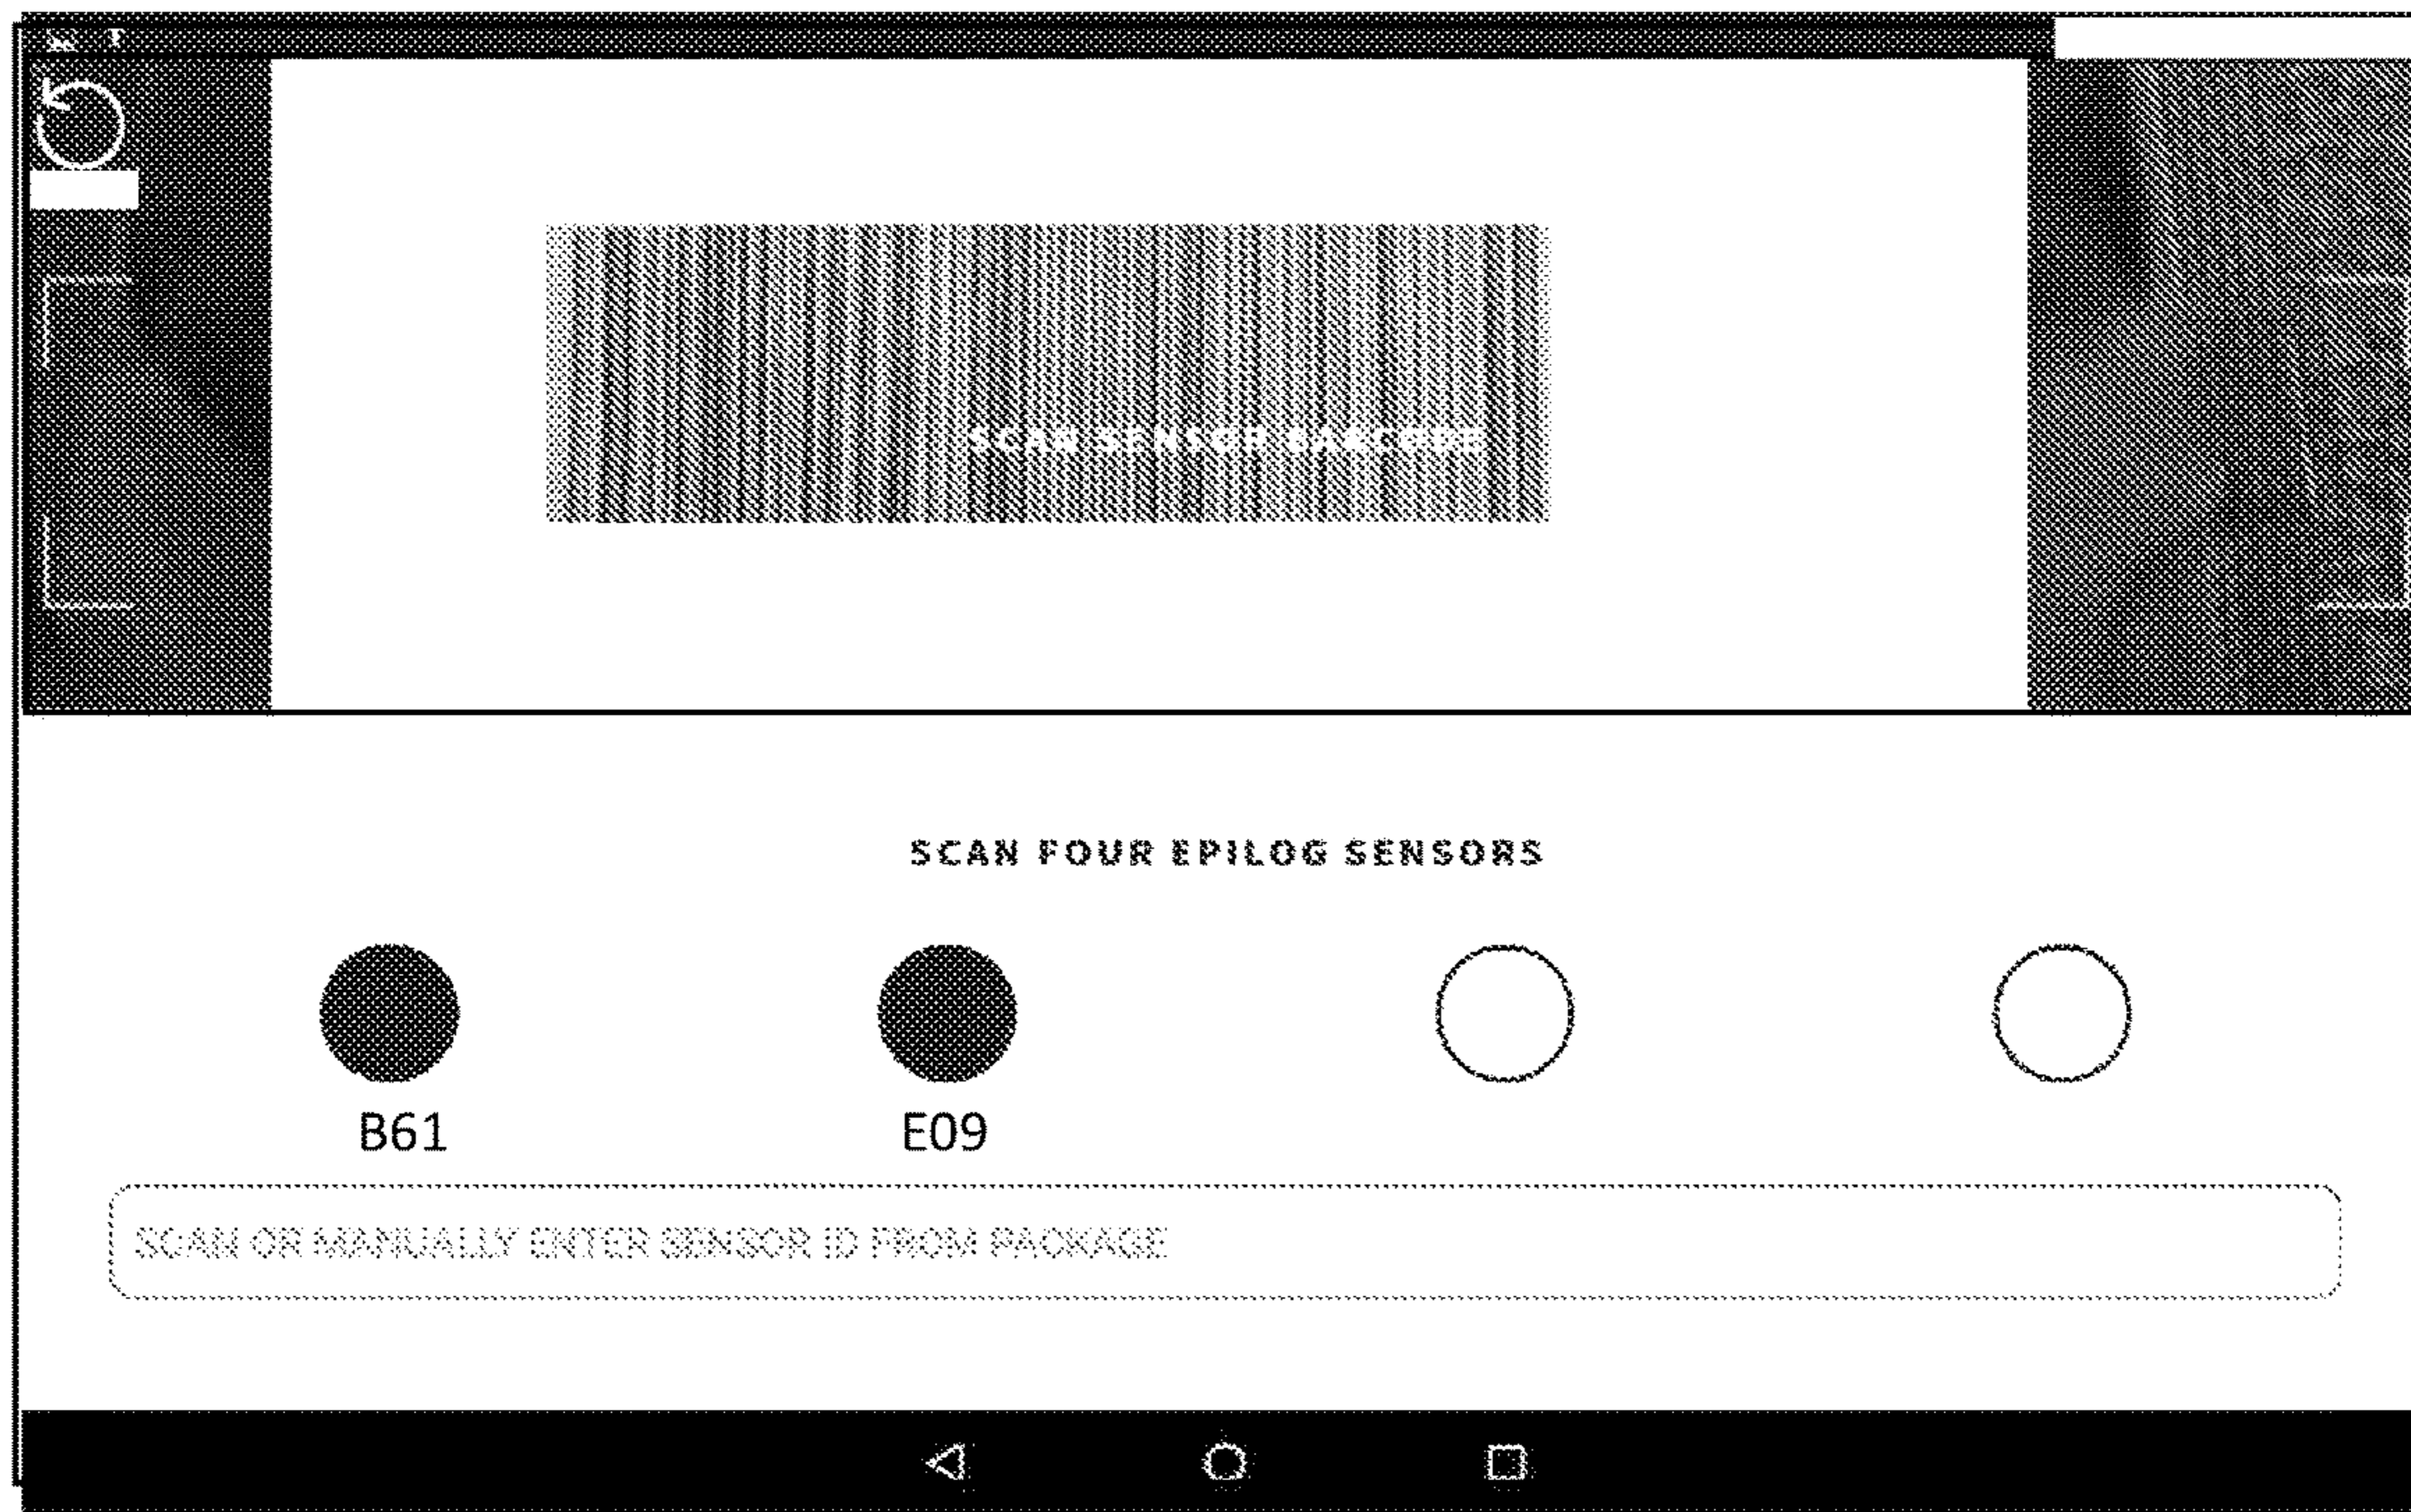 SCAN SENSOR BARCODE
SCAN FOUR EPILOG SENSORS
B61 E09
SCAN OR MANUALLY ENTER SENSOR ID FROM PACKAGE